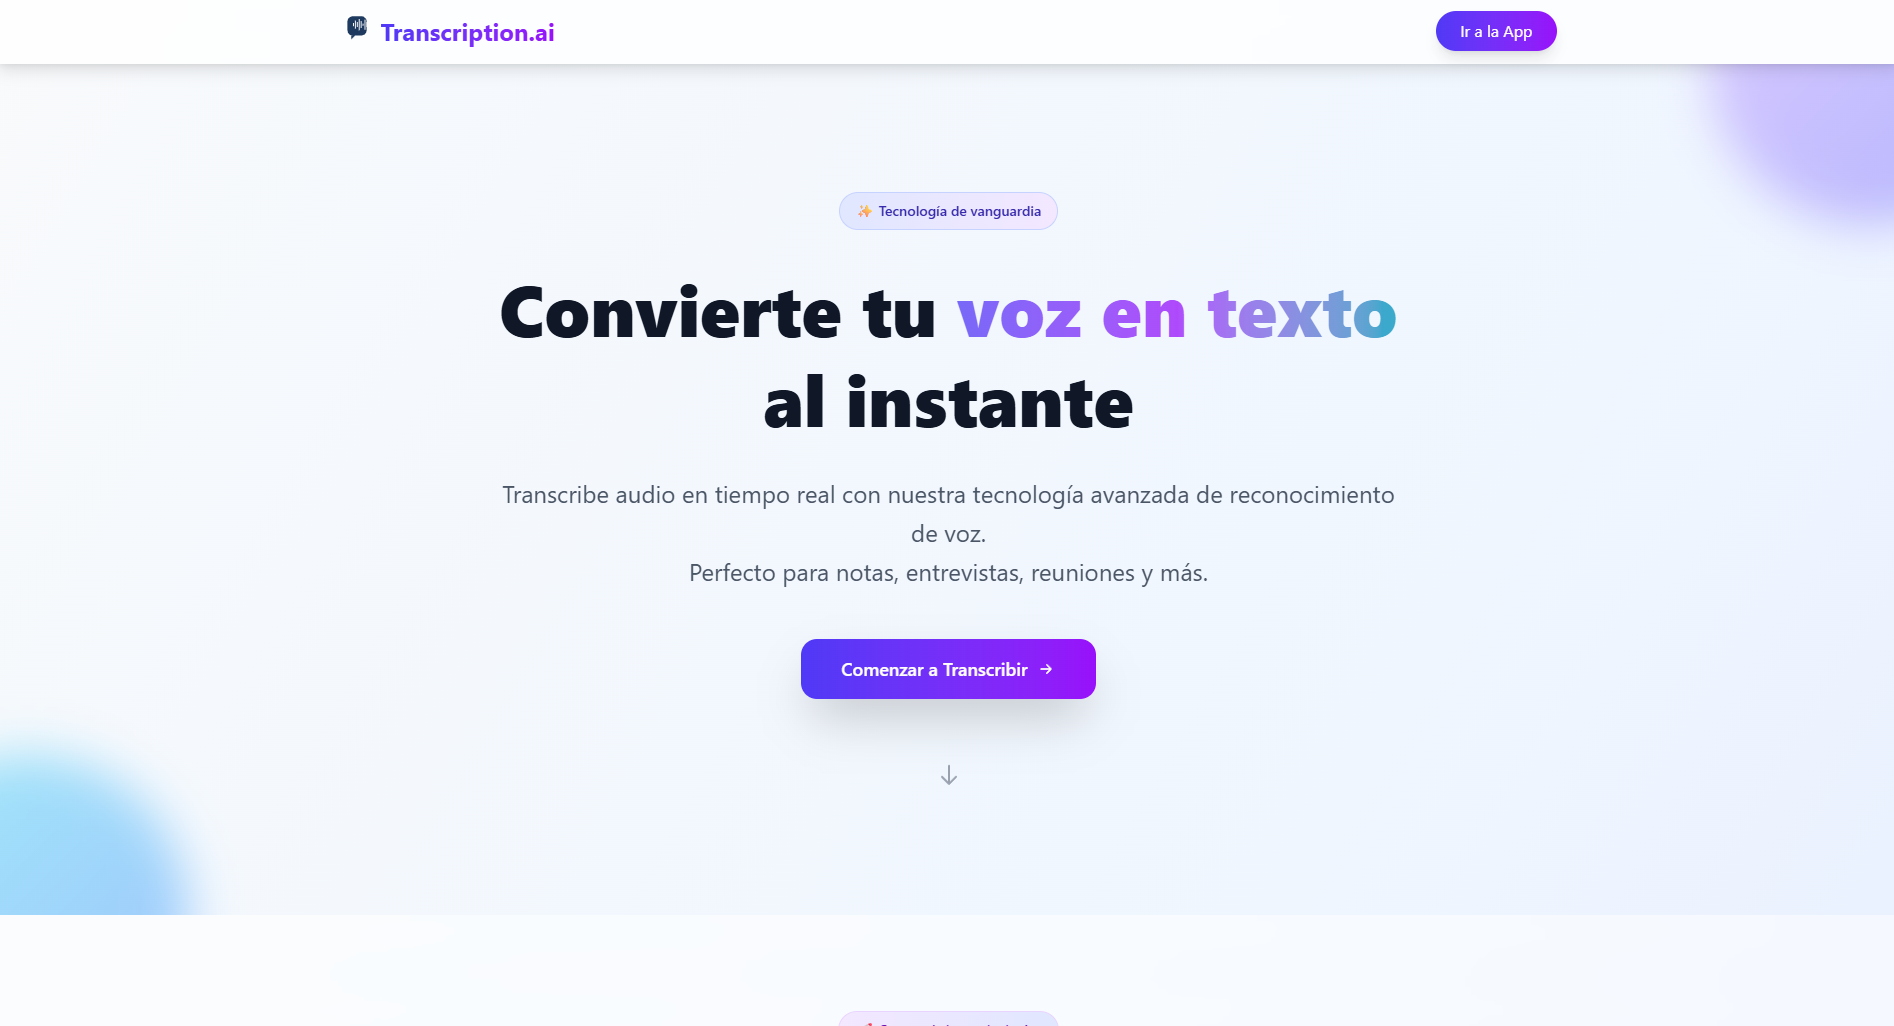 Transcription.ai
Ir a la App
Tecnología de vanguardia
Convierte tu voz en texto
al instante
Transcribe audio en tiempo real con nuestra tecnología avanzada de reconocimiento
de voz.
Perfecto para notas, entrevistas, reuniones y más.
Comenzar a Transcribir